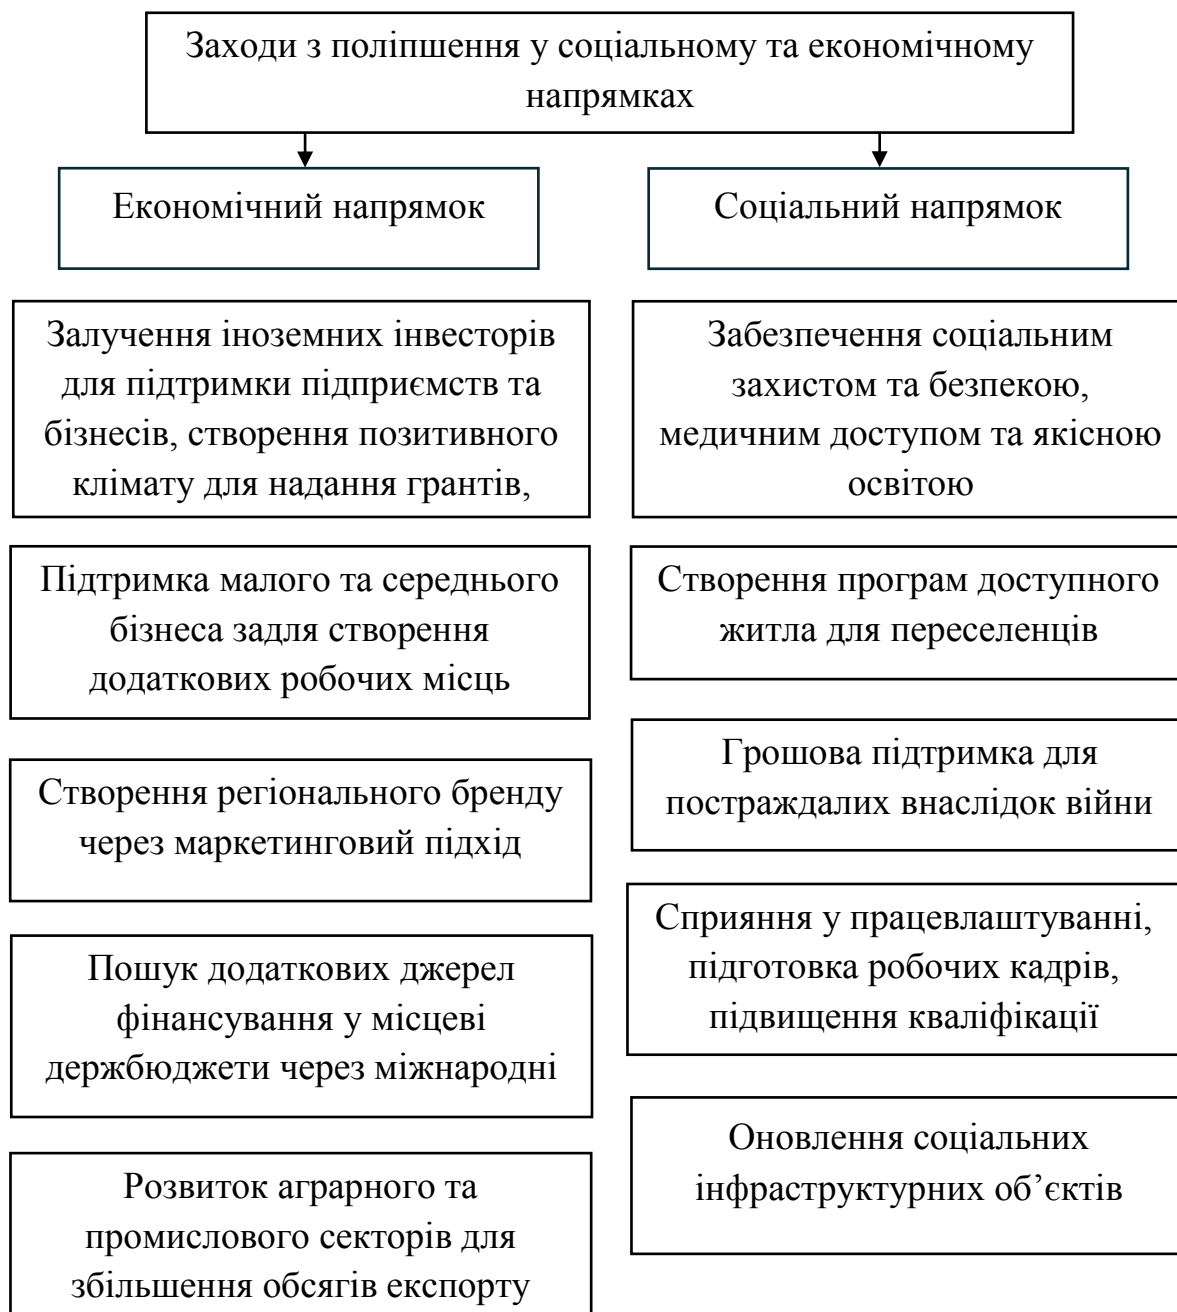 Заходи з поліпшення у соціальному та економічному
напрямках
Економічний напрямок
Соціальний напрямок
Залучення іноземних інвесторів
для підтримки підприємств та
бізнесів, створення позитивного
клімату для надання грантів,
Підтримка малого та середнього
бізнеса задля створення
додаткових робочих місць
Створення регіонального бренду
через маркетинговий підхід
Пошук додаткових джерел
фінансування у місцеві
держбюджети через міжнародні
Розвиток аграрного та
промислового секторів для
збільшення обсягів експорту
Забезпечення соціальним
захистом та безпекою,
медичним доступом та якісною
освітою
Створення програм доступного
житла для переселенців
Грошова підтримка для
постраждалих внаслідок війни
Сприяння у працевлаштуванні,
підготовка робочих кадрів,
підвищення кваліфікації
Оновлення соціальних
інфраструктурних об’єктів